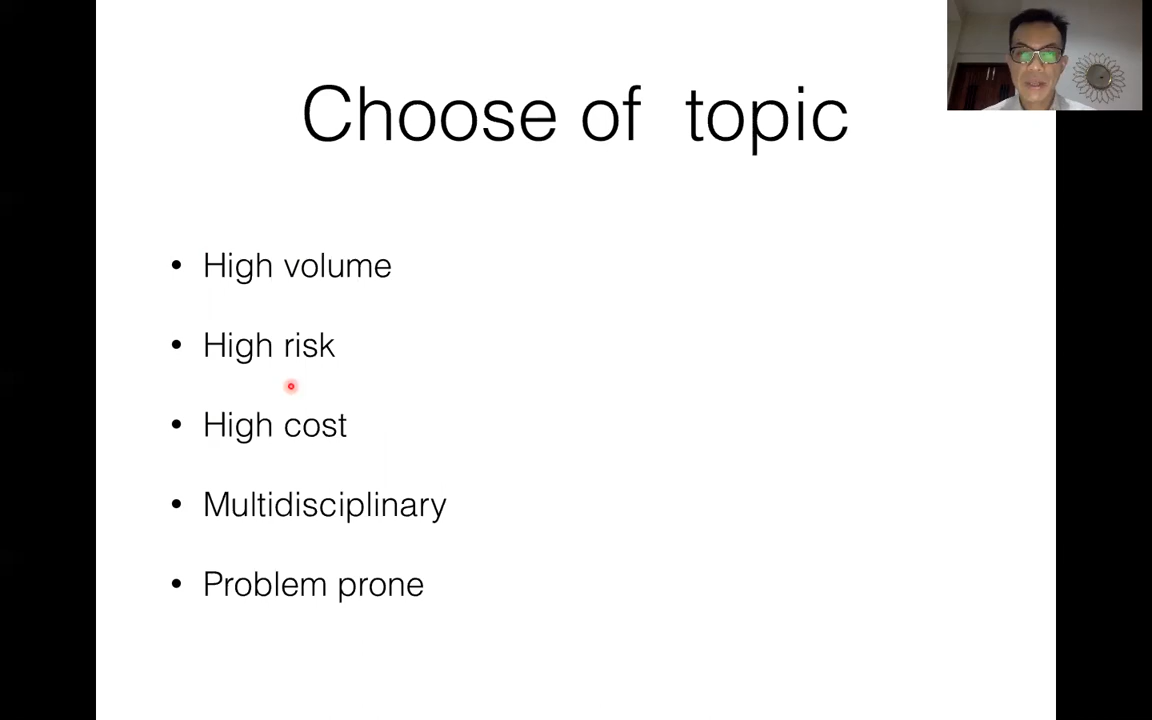 Choose of topic
• High volume
• High risk
• High cost
• Multidisciplinary
• Problem prone